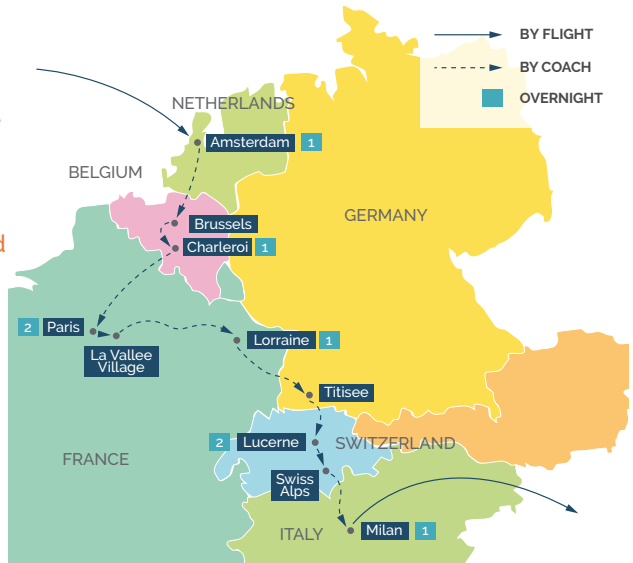 BY FLIGHT
BY COACH
OVERNIGHT
NETHERLANDS
Amsterdam 1
BELGIUM
Brussels
GERMANY
Charleroi 1
d
2 Paris
La Vallee
Village
Lorraine 1
Titisee
2 Lucerne
SWITZERLAND
FRANCE
Swiss
Alps
ITALY
Milan 1